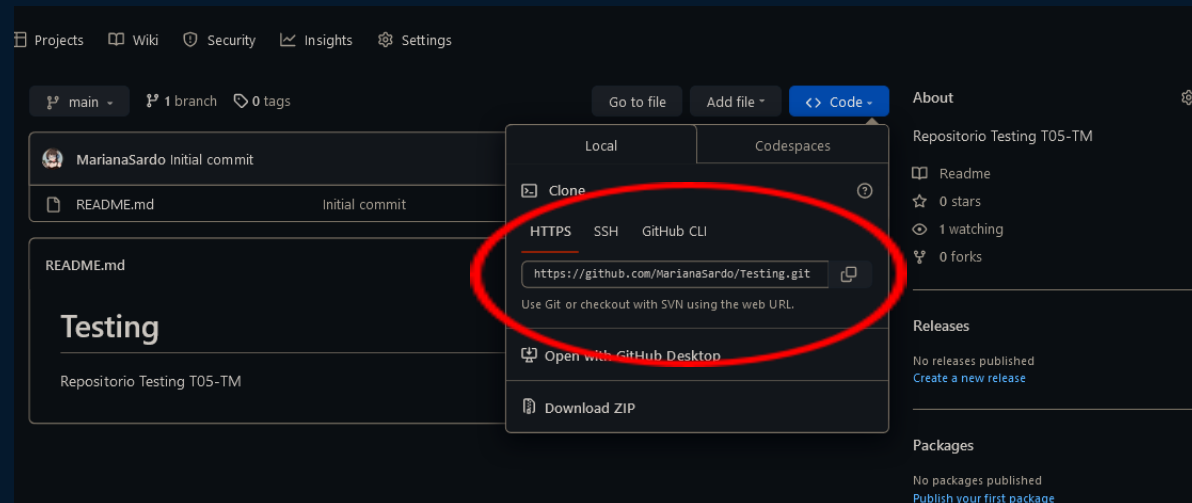 Projects Wiki Security Insights Settings
main 1 branch 0 tags Go to file Add file Code
MarianaSardo Initial commit
README.md Initial commit
README.md
Testing
Repositorio Testing T05-TM
Local Codespaces
Clone
HTTPS SSH GitHub CLI
https://github.com/MarianaSardo/Testing.git
Use Git or checkout with SVN using the web URL.
Open with GitHub Desktop
Download ZIP
About
Repositorio Testing T05-TM
Readme
0 stars
1 watching
0 forks
Releases
No releases published
Create a new release
Packages
No packages published
Publish your first package